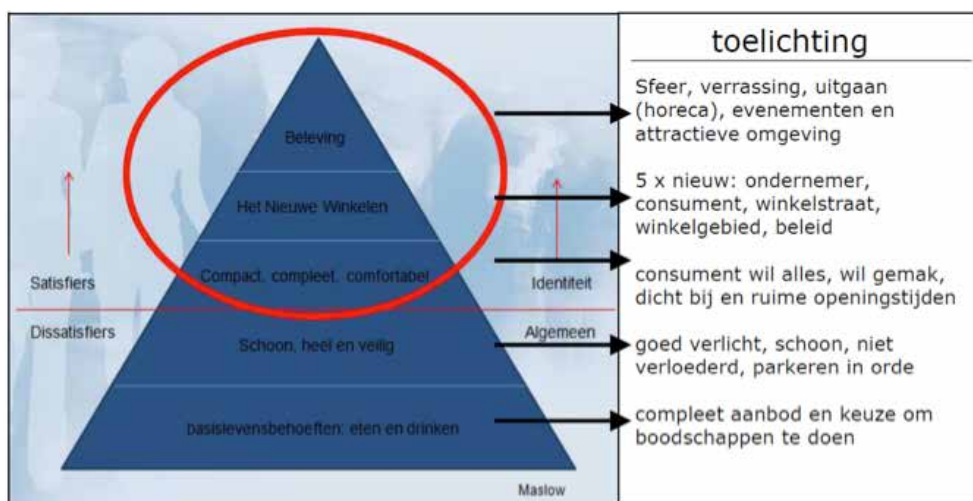 toelichting
Beleving
Sfeer, verrassing, uitgaan
(horeca), evenementen en
attractieve omgeving
Het Nieuwe Winkelen
5 x nieuw: ondernemer,
consument, winkelstraat,
winkelgebied, beleid
Compact, compleet, comfortabel
consument wil alles, wil gemak,
dicht bij en ruime openingstijden
Satisfiers
Identiteit
Dissatisfiers
Algemeen
Schoon, heel en veilig
goed verlicht, schoon, niet
verloederd, parkeren in orde
basislevensbehoeften: eten en drinken
compleet aanbod en keuze om
boodschappen te doen
Maslow